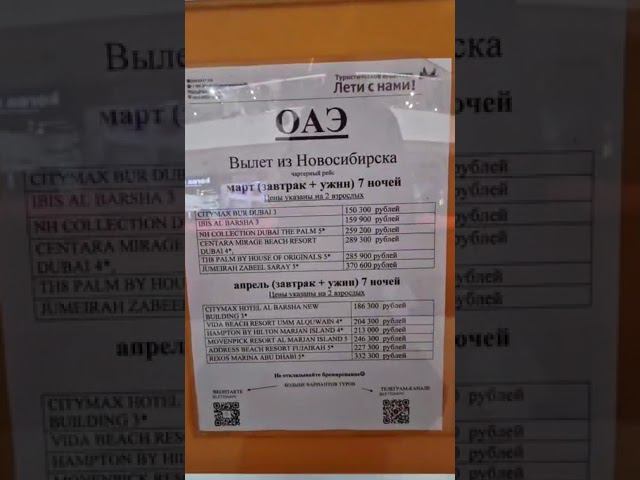 Туристическое агентство
Лети с нами!
ОАЭ
Вылет из Новосибирска
чартерный рейс
март (завтрак + ужин) 7 ночей
Цены указаны на 2 взрослых
CITYMAX BUR DUBAI 3 150 300 рублей
IBIS AL BARSHA 3 159 900 рублей
NH COLLECTION DUBAI THE PALM 5* 259 200 рублей
CENTARA MIRAGE BEACH RESORT 289 300 рублей
DUBAI 4*,
TH8 PALM BY HOUSE OF ORIGINALS 5* 285 900 рублей
JUMEIRAH ZABEEL SARAY 5* 370 600 рублей
апрель (завтрак + ужин) 7 ночей
Цены указаны на 2 взрослых
CITYMAX HOTEL AL BARSHA NEW 186 300 рублей
BUILDING 3*
VIDA BEACH RESORT UMM ALQUWAIN 4* 204 300 рублей
HAMPTON BY HILTON MARJAN ISLAND 4* 213 000 рублей
MOVENPICK RESORT AL MARJAN ISLAND 5 246 300 рублей
ADDRESS BEACH RESORT FUJAIRAH 5* 227 300 рублей
RIXOS MARINA ABU DHABI 5* 332 300 рублей
Не откладывайте бронирование
БОЛЬШЕ ВАРИАНТОВ ТУРОВ
ВКОНТАКТЕ ТЕЛЕГРАМ-КАНАЛЕ